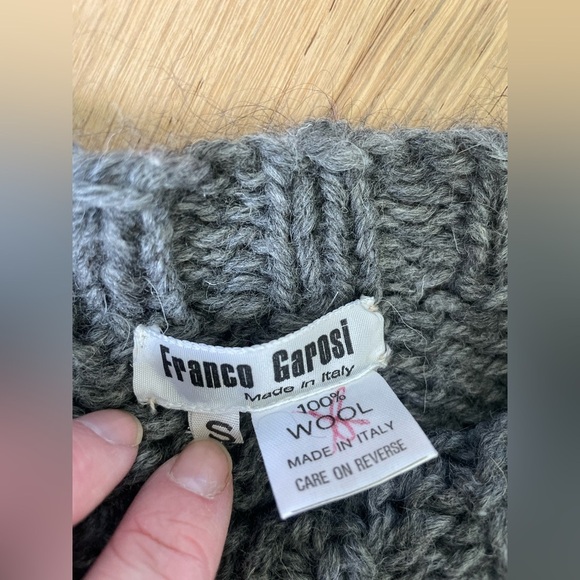 Franco Garosi
Made in Italy
S
100%
WOOL
MADE IN ITALY
CARE ON REVERSE